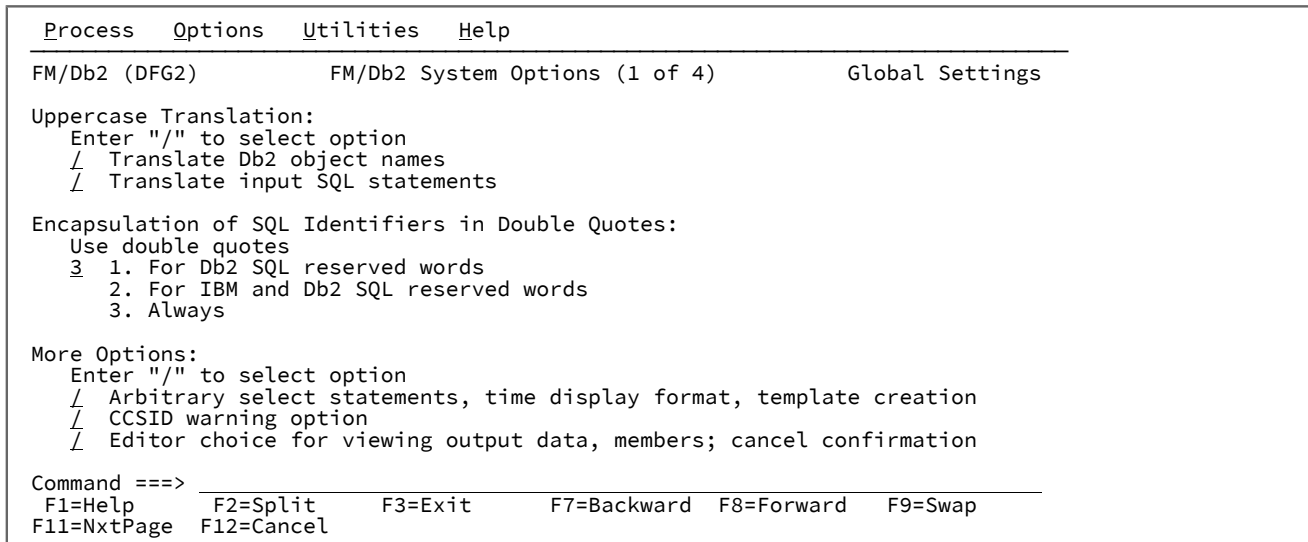 Process Options Utilities Help
FM/Db2 (DFG2) FM/Db2 System Options (1 of 4) Global Settings
Uppercase Translation:
Enter "/" to select option
/ Translate Db2 object names
/ Translate input SQL statements
Encapsulation of SQL Identifiers in Double Quotes:
Use double quotes
3 1. For Db2 SQL reserved words
2. For IBM and Db2 SQL reserved words
3. Always
More Options:
Enter "/" to select option
/ Arbitrary select statements, time display format, template creation
/ CCSID warning option
/ Editor choice for viewing output data, members; cancel confirmation
Command ===>
F1=Help F2=Split F3=Exit F7=Backward F8=Forward F9=Swap
F11=NxtPage F12=Cancel